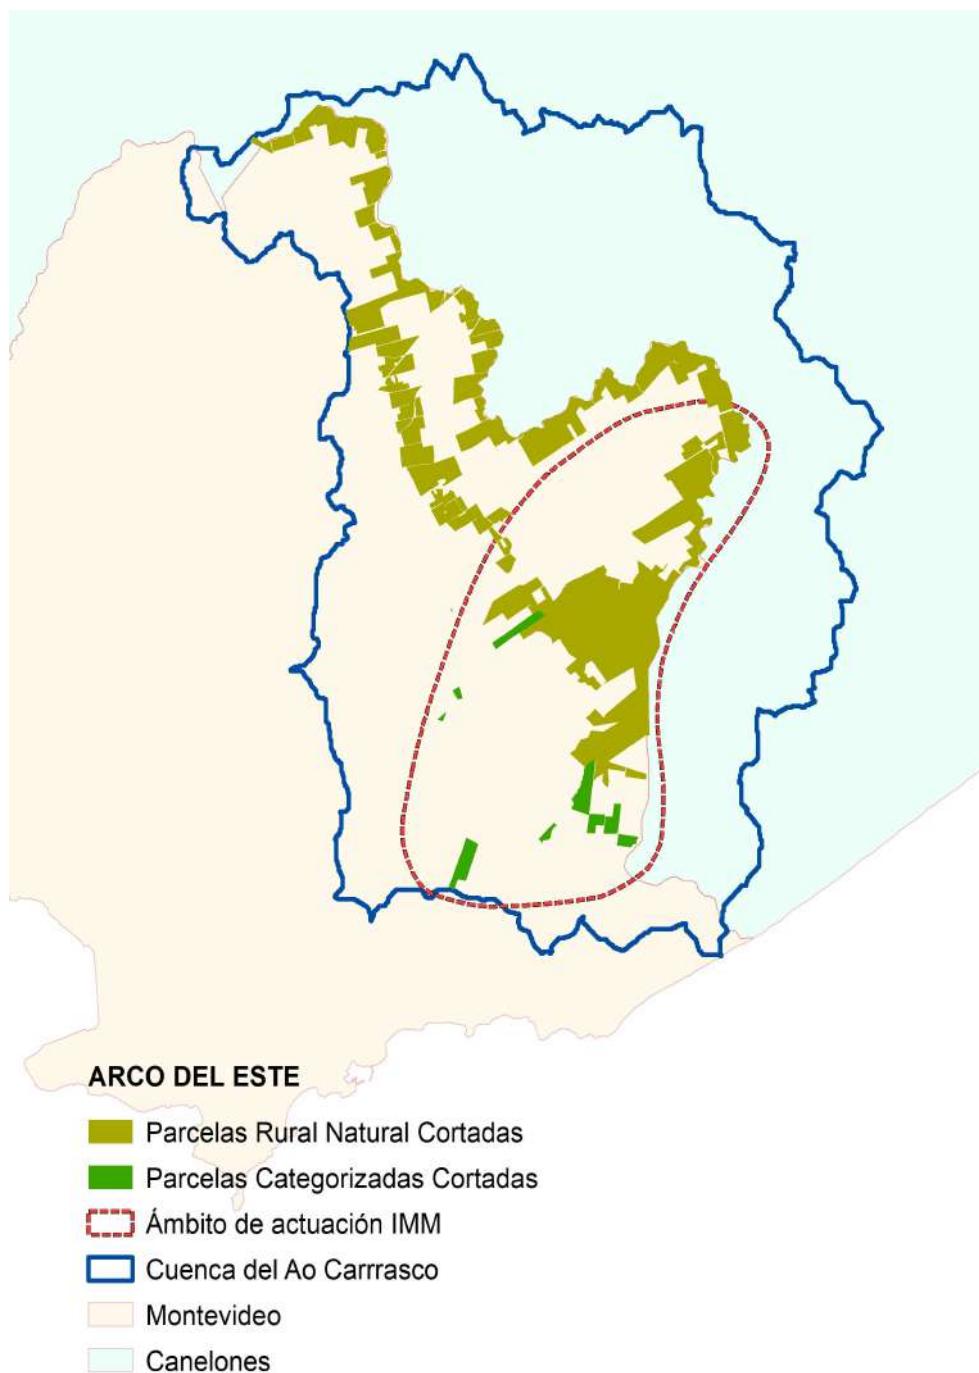 ARCO DEL ESTE
Parcelas Rural Natural Cortadas
Parcelas Categorizadas Cortadas
Ámbito de actuación IMM
Cuenca del Ao Carrrasco
Montevideo
Canelones